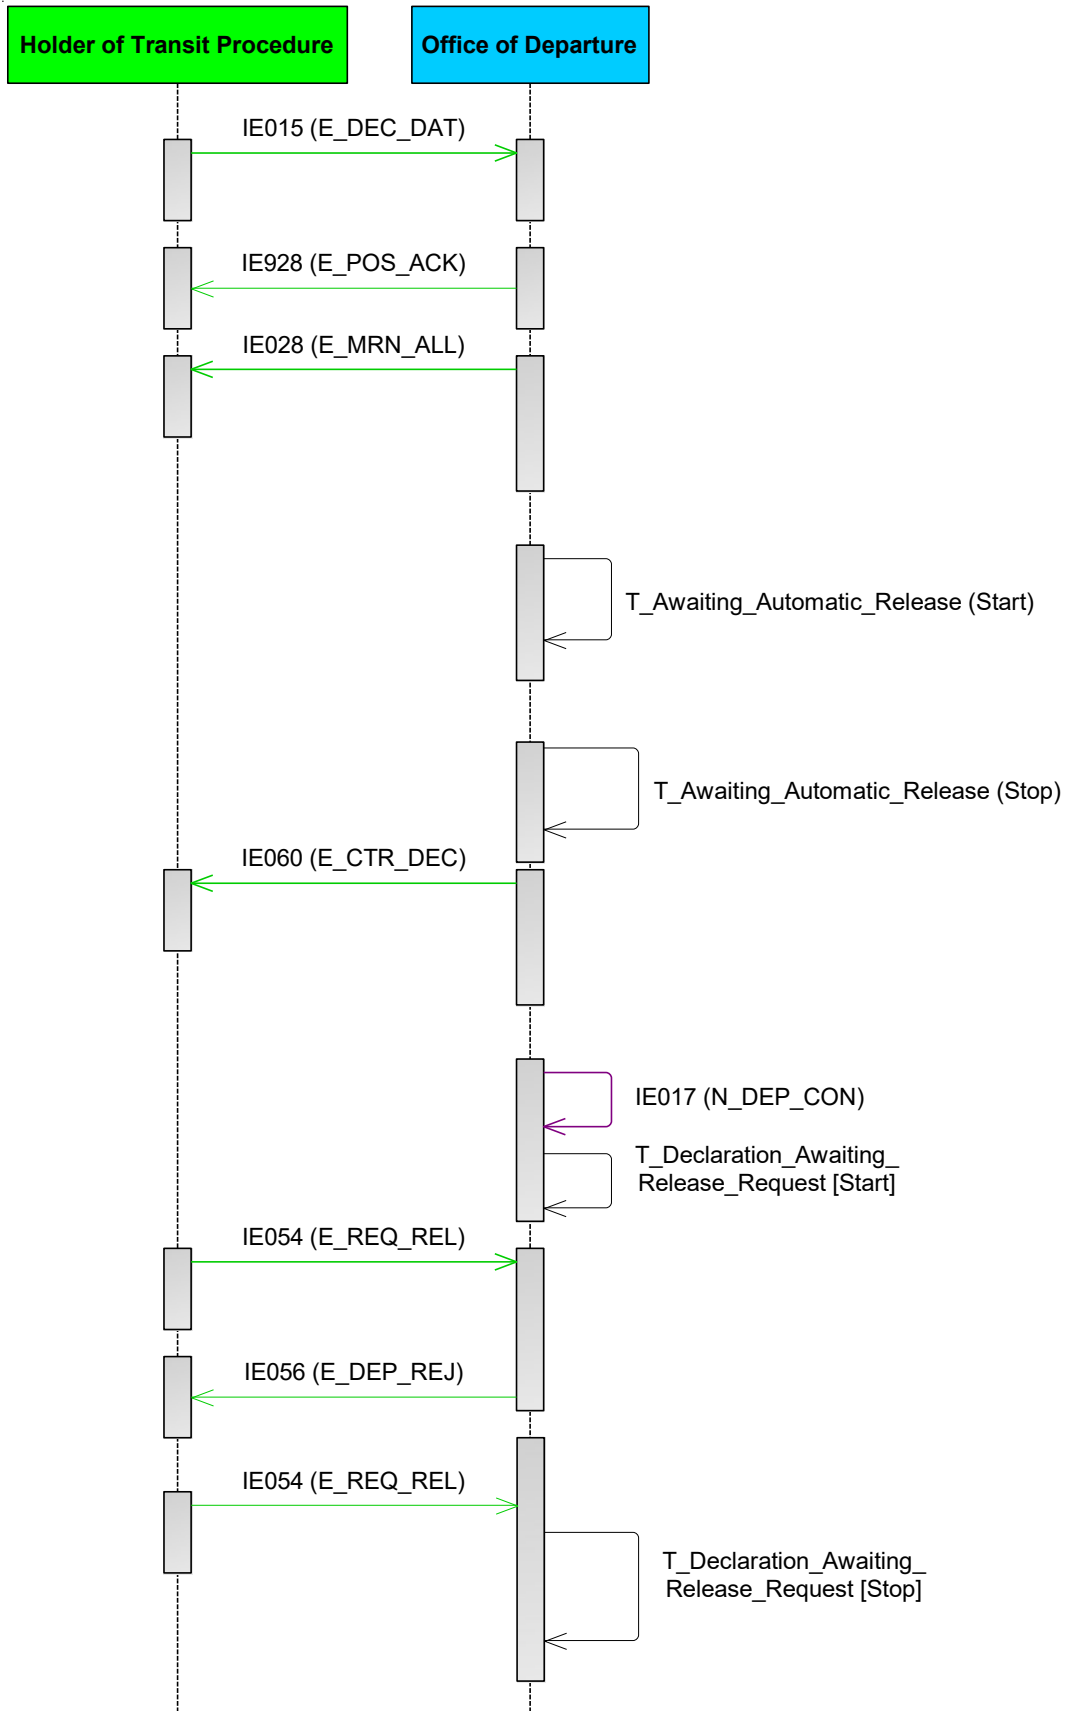 Holder of Transit Procedure
Office of Departure
IE015 (E_DEC_DAT)
IE928 (E_POS_ACK)
IE028 (E_MRN_ALL)
T_Awaiting_Automatic_Release (Start)
T_Awaiting_Automatic_Release (Stop)
IE060 (E_CTR_DEC)
IE017 (N_DEP_CON)
T_Declaration_Awaiting_
Release_Request [Start]
IE054 (E_REQ_REL)
IE056 (E_DEP_REJ)
IE054 (E_REQ_REL)
T_Declaration_Awaiting_
Release_Request [Stop]